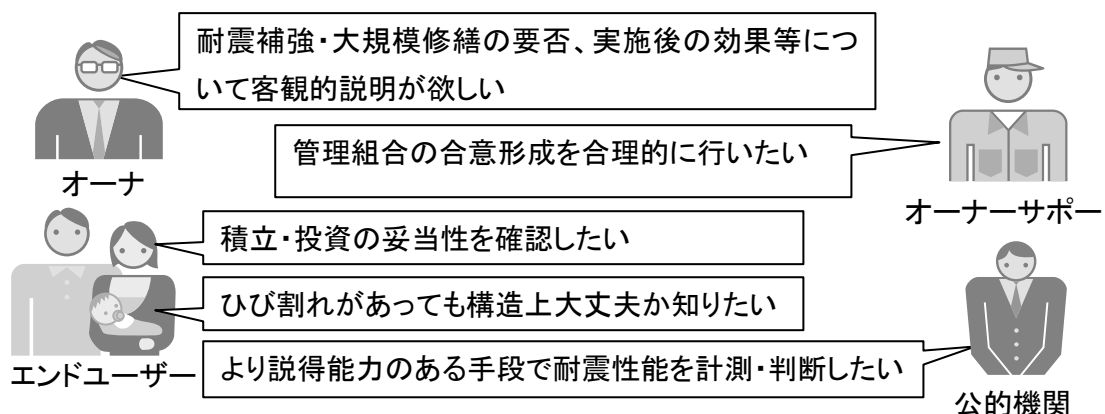 耐震補強・大規模修繕の要否、実施後の効果等につ
いて客観的説明が欲しい
オーナ
管理組合の合意形成を合理的に行いたい
オーナーサポー
積立・投資の妥当性を確認したい
ひび割れがあっても構造上大丈夫か知りたい
エンドユーザー
より説得能力のある手段で耐震性能を計測・判断したい
公的機関